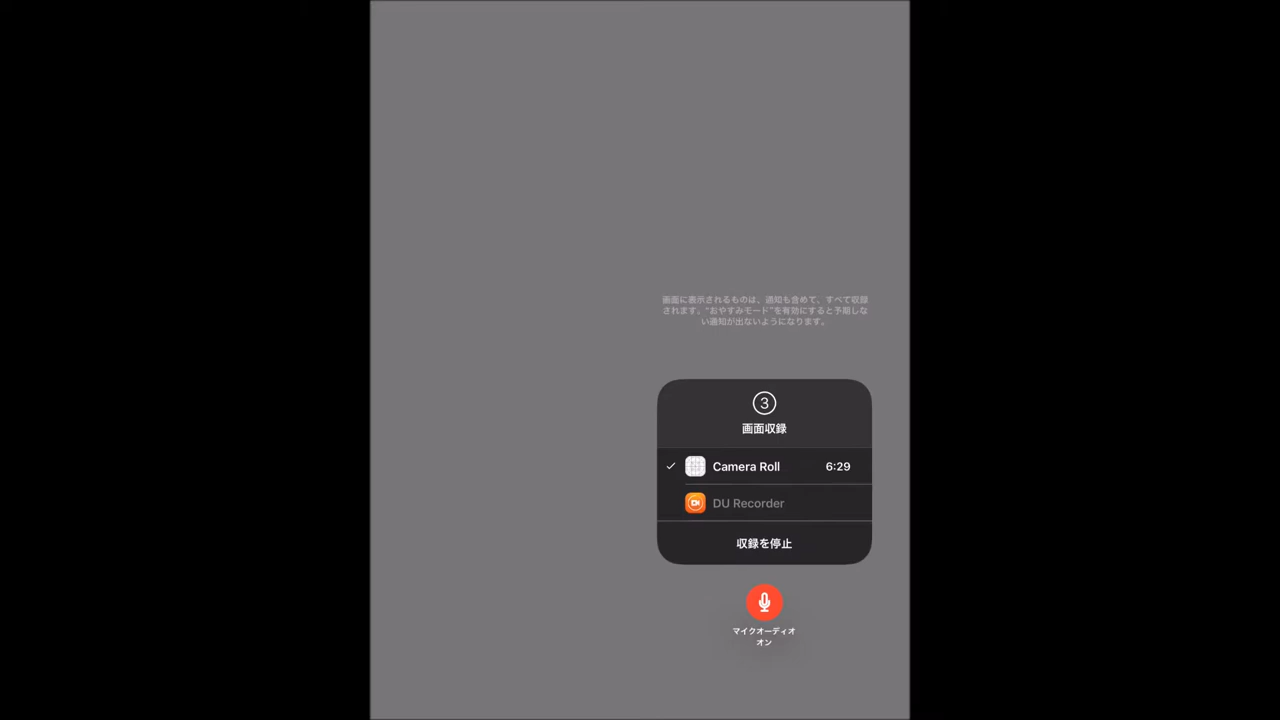 画面に表示されるものは、通知も含めて、すべて収録
されます。“おやすみモード”を有効にすると予期しな
い通知が出ないようになります。
3
画面収録
Camera Roll 6:29
DU Recorder
収録を停止
マイクオーディオ
オン